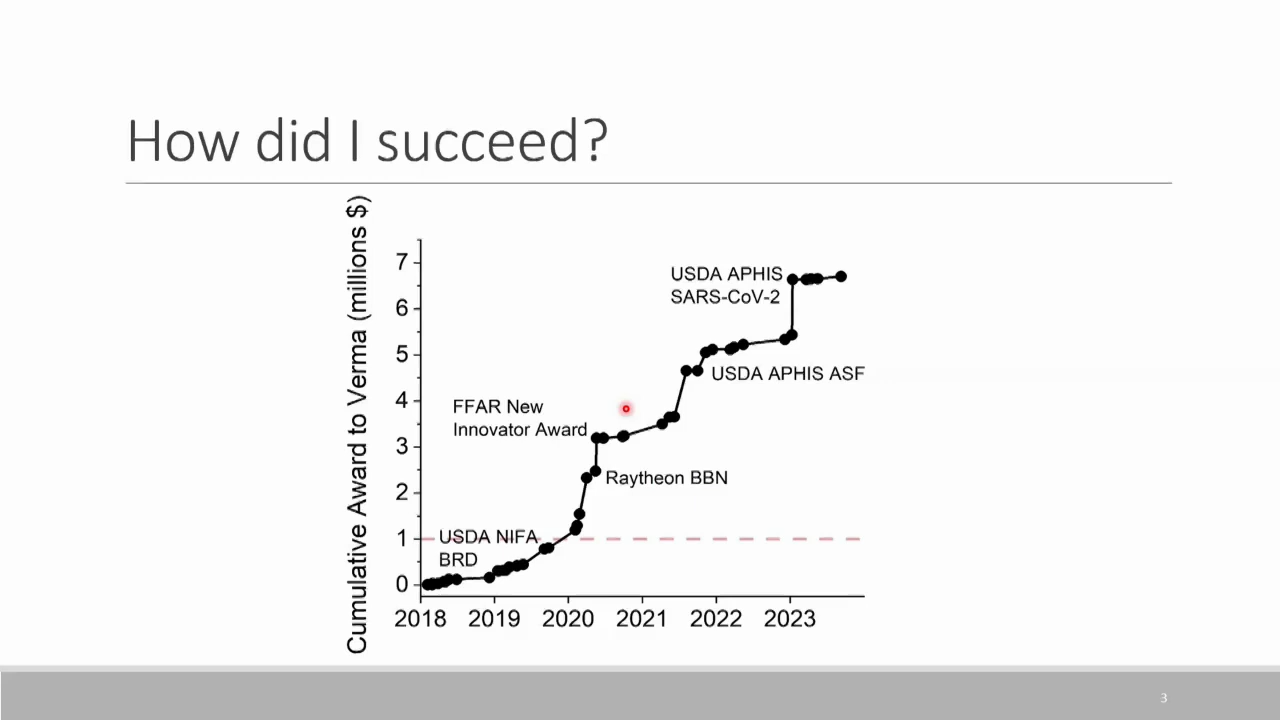 How did I succeed?
Cumulative Award to Verma (millions $)
7
6
5
4
3
2
1
0
USDA APHIS
SARS-CoV-2
USDA APHIS ASF
FFAR New
Innovator Award
Raytheon BBN
USDA NIFA
BRD
2018 2019 2020 2021 2022 2023
3